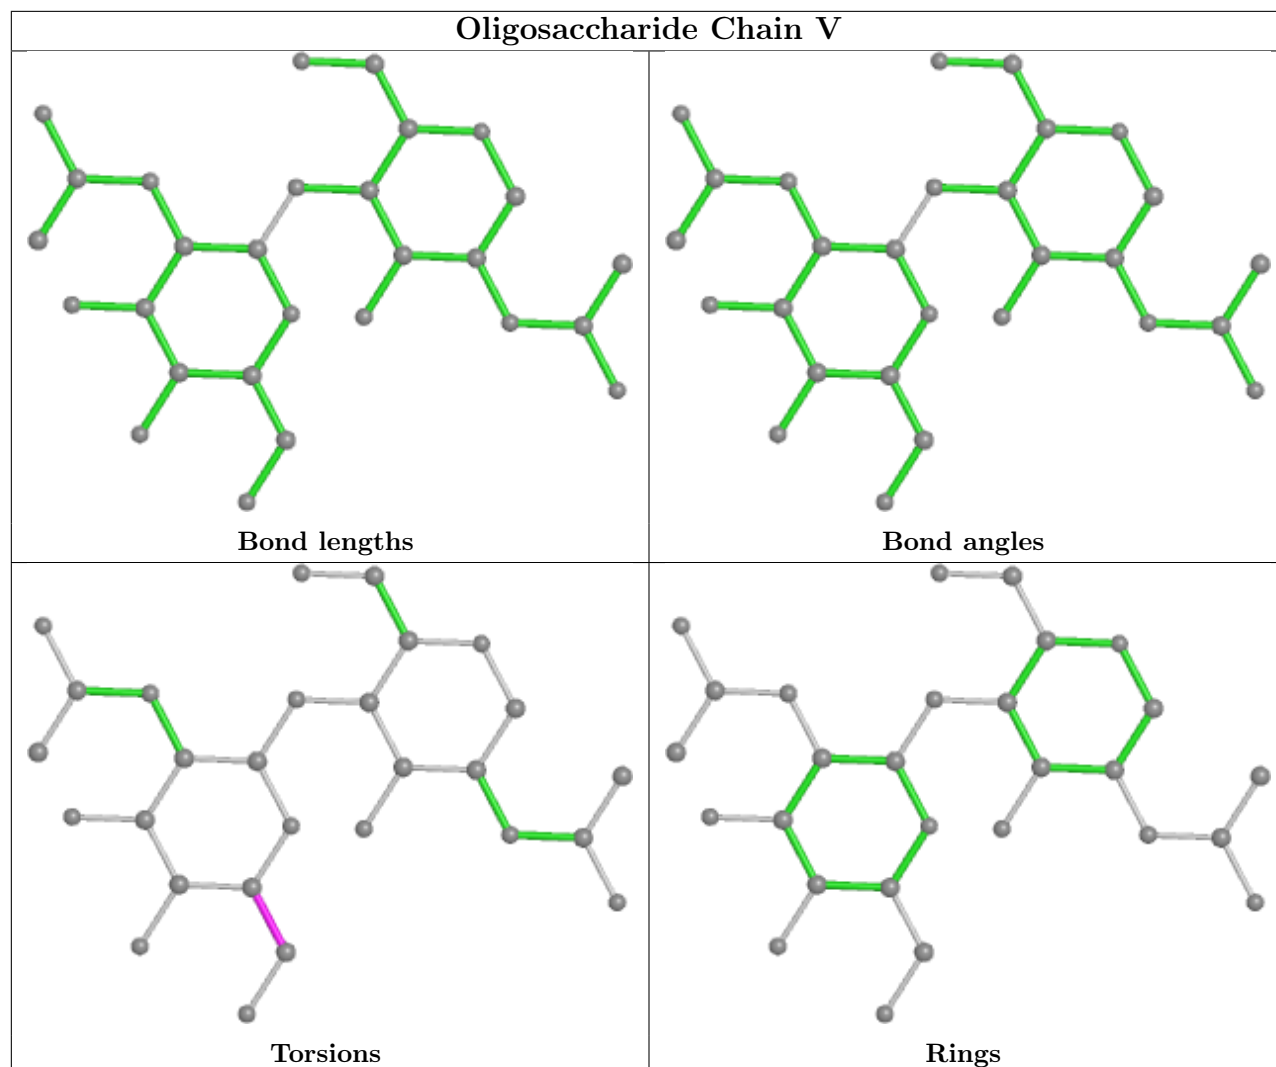 Oligosaccharide Chain V
Bond lengths
Bond angles
Torsions
Rings